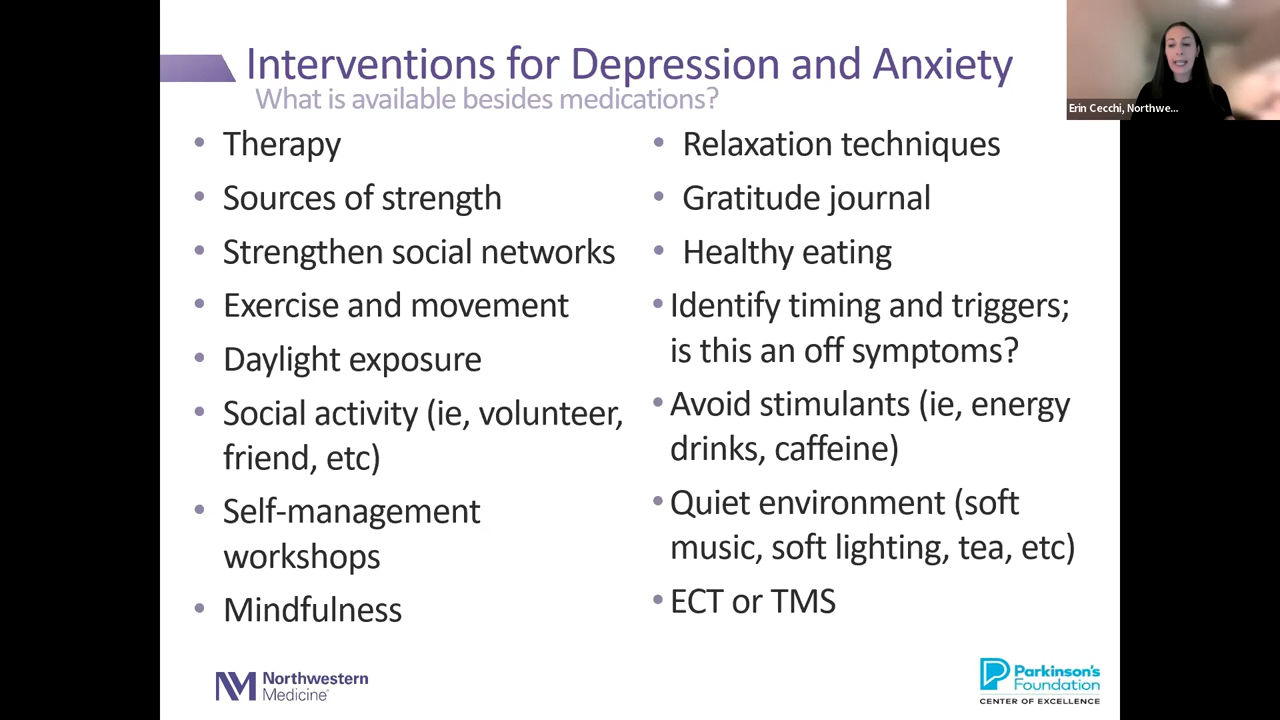 Interventions for Depression and Anxiety
What is available besides medications?
• Therapy
• Sources of strength
• Strengthen social networks
• Exercise and movement
• Daylight exposure
• Social activity (ie, volunteer,
friend, etc)
• Self-management
workshops
• Mindfulness
• Relaxation techniques
• Gratitude journal
• Healthy eating
• Identify timing and triggers;
is this an off symptoms?
• Avoid stimulants (ie, energy
drinks, caffeine)
• Quiet environment (soft
music, soft lighting, tea, etc)
• ECT or TMS
Erin Cecchi, Northwe...
NM Northwestern
Medicine®
Parkinson's
Foundation
CENTER OF EXCELLENCE